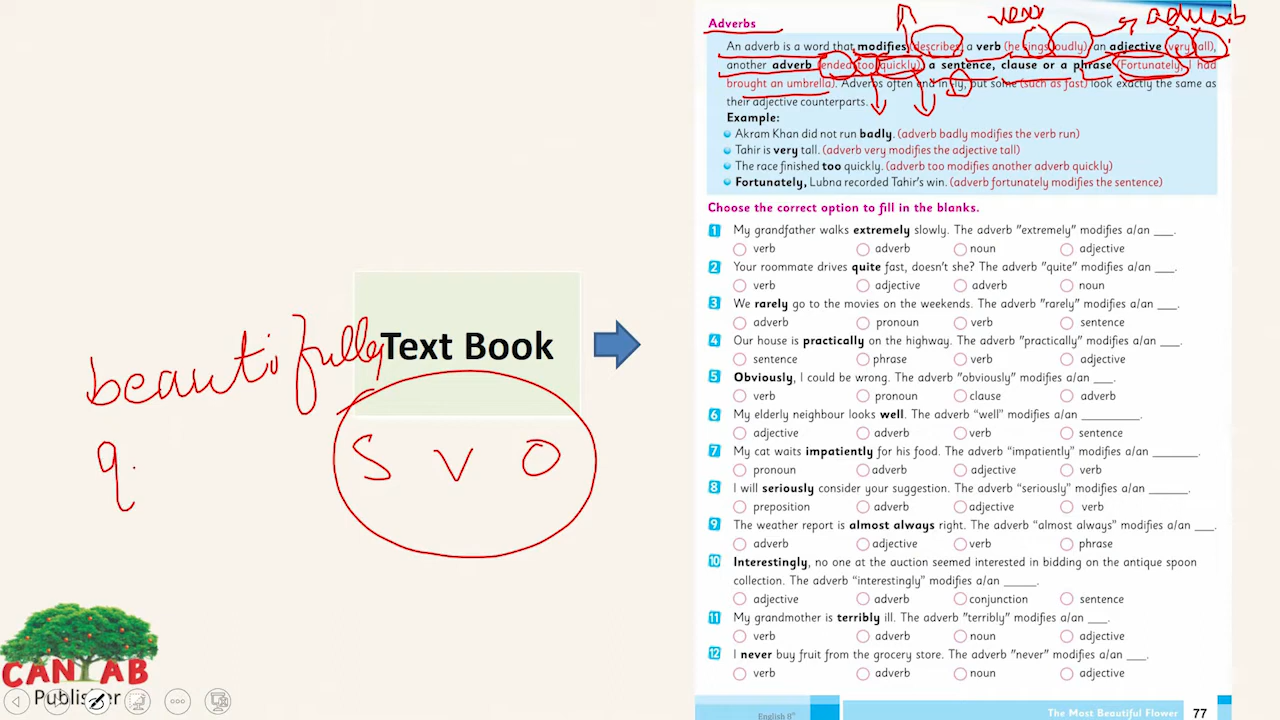 Adverbs
verb
adverb
An adverb is a word that modifies (describes) a verb (he sings loudly), an adjective (very tall),
another adverb (ended too quickly), a sentence, clause or a phrase (Fortunately, I had
brought an umbrella). Adverbs often end in -ly, but some (such as fast) look exactly the same as
their adjective counterparts.
Example:
Akram Khan did not run badly. (adverb badly modifies the verb run)
Tahir is very tall. (adverb very modifies the adjective tall)
The race finished too quickly. (adverb too modifies another adverb quickly)
Fortunately, Lubna recorded Tahir's win. (adverb fortunately modifies the sentence)
Choose the correct option to fill in the blanks.
1 My grandfather walks extremely slowly. The adverb "extremely" modifies a/an ___.
verb adverb noun adjective
2 Your roommate drives quite fast, doesn't she? The adverb "quite" modifies a/an ___.
verb adjective adverb noun
3 We rarely go to the movies on the weekends. The adverb "rarely" modifies a/an ___.
adverb pronoun verb sentence
4 Our house is practically on the highway. The adverb "practically" modifies a/an ___.
sentence phrase verb adjective
5 Obviously, I could be wrong. The adverb "obviously" modifies a/an ___.
verb pronoun clause adverb
6 My elderly neighbour looks well. The adverb "well" modifies a/an _________.
adjective adverb verb sentence
7 My cat waits impatiently for his food. The adverb "impatiently" modifies a/an _______.
pronoun adverb adjective verb
8 I will seriously consider your suggestion. The adverb "seriously" modifies a/an ______.
preposition adverb adjective verb
9 The weather report is almost always right. The adverb "almost always" modifies a/an ___.
adverb adjective verb phrase
10 Interestingly, no one at the auction seemed interested in bidding on the antique spoon
collection. The adverb "interestingly" modifies a/an _____.
adjective adverb conjunction sentence
11 My grandmother is terribly ill. The adverb "terribly" modifies a/an ___.
verb adverb noun adjective
12 I never buy fruit from the grocery store. The adverb "never" modifies a/an ___.
verb adverb noun adjective
English 8th
The Most Beautiful Flower 77
beautifully
Text Book
q
S V O
CANTAB
Publisher